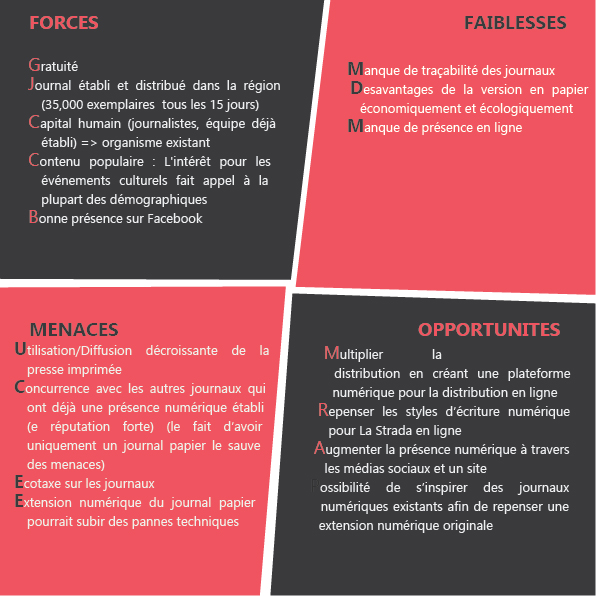 FORCES
Gratuité
Journal établi et distribué dans la région
(35,000 exemplaires tous les 15 jours)
Capital humain (journalistes, équipe déjà
établi) => organisme existant
Contenu populaire : L'intérêt pour les
événements culturels fait appel à la
plupart des démographiques
Bonne présence sur Facebook
FAIBLESSES
Manque de traçabilité des journaux
Desavantages de la version en papier
économiquement et écologiquement
Manque de présence en ligne
MENACES
Utilisation/Diffusion décroissante de la
presse imprimée
Concurrence avec les autres journaux qui
ont déjà une présence numérique établi
(e réputation forte) (le fait d'avoir
uniquement un journal papier le sauve
des menaces)
Ecotaxe sur les journaux
Extension numérique du journal papier
pourrait subir des pannes techniques
OPPORTUNITES
Multiplier la
distribution en créant une plateforme
numérique pour la distribution en ligne
Repenser les styles d'écriture numérique
pour La Strada en ligne
Augmenter la présence numérique à travers
les médias sociaux et un site
Possibilité de s'inspirer des journaux
numériques existants afin de repenser une
extension numérique originale